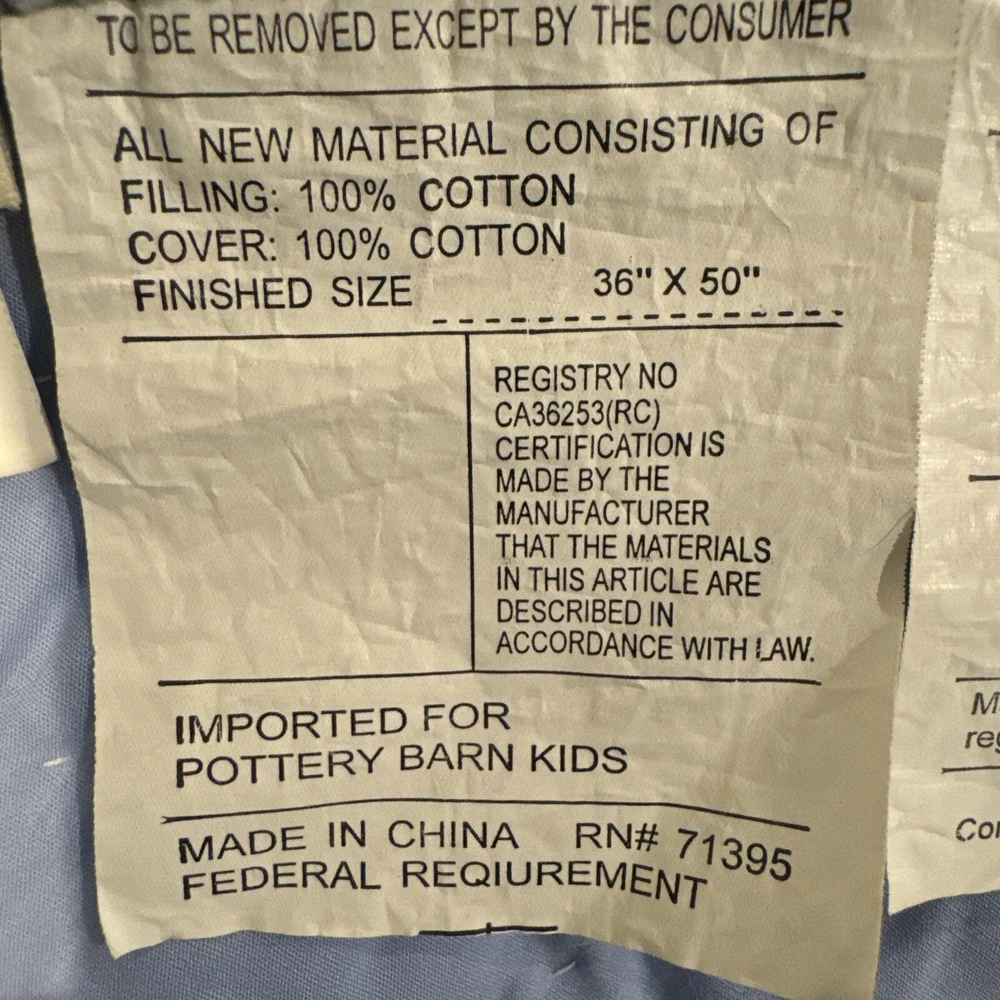 TO BE REMOVED EXCEPT BY THE CONSUMER
ALL NEW MATERIAL CONSISTING OF
FILLING: 100% COTTON
COVER: 100% COTTON
FINISHED SIZE 36" X 50"
REGISTRY NO
CA36253(RC)
CERTIFICATION IS
MADE BY THE
MANUFACTURER
THAT THE MATERIALS
IN THIS ARTICLE ARE
DESCRIBED IN
ACCORDANCE WITH LAW.
IMPORTED FOR
POTTERY BARN KIDS
MADE IN CHINA RN# 71395
FEDERAL REQIUREMENT